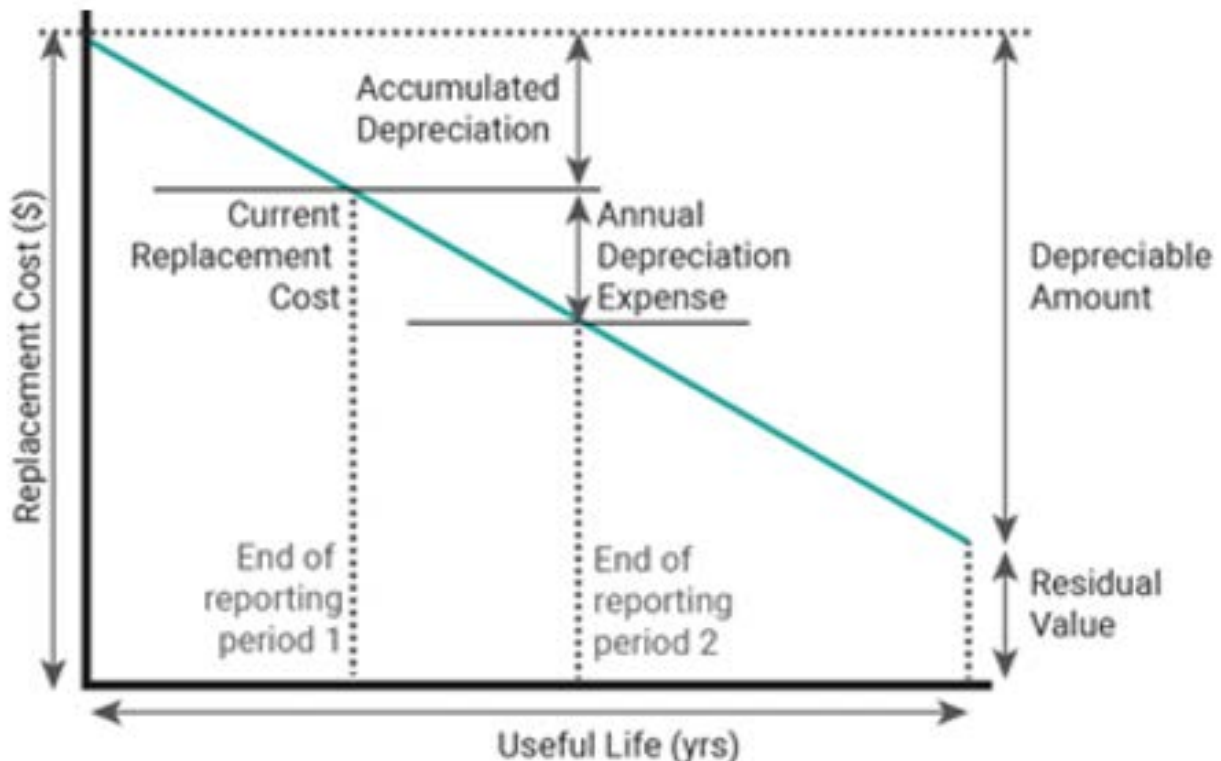 Replacement Cost ($)
Accumulated
Depreciation
Current
Replacement
Cost
Annual
Depreciation
Expense
Depreciable
Amount
End of
reporting
period 1
End of
reporting
period 2
Residual
Value
Useful Life (yrs)